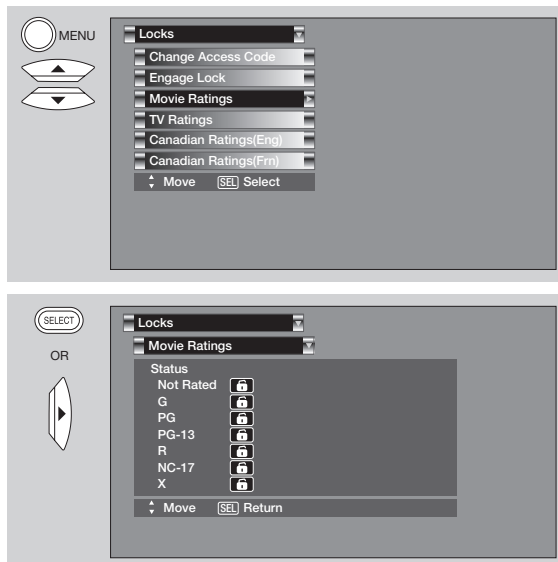 MENU
Locks
Change Access Code
Engage Lock
Movie Ratings
TV Ratings
Canadian Ratings(Eng)
Canadian Ratings(Frn)
Move SEL Select
SELECT
OR
Locks
Movie Ratings
Status
Not Rated
G
PG
PG-13
R
NC-17
X
Move SEL Return